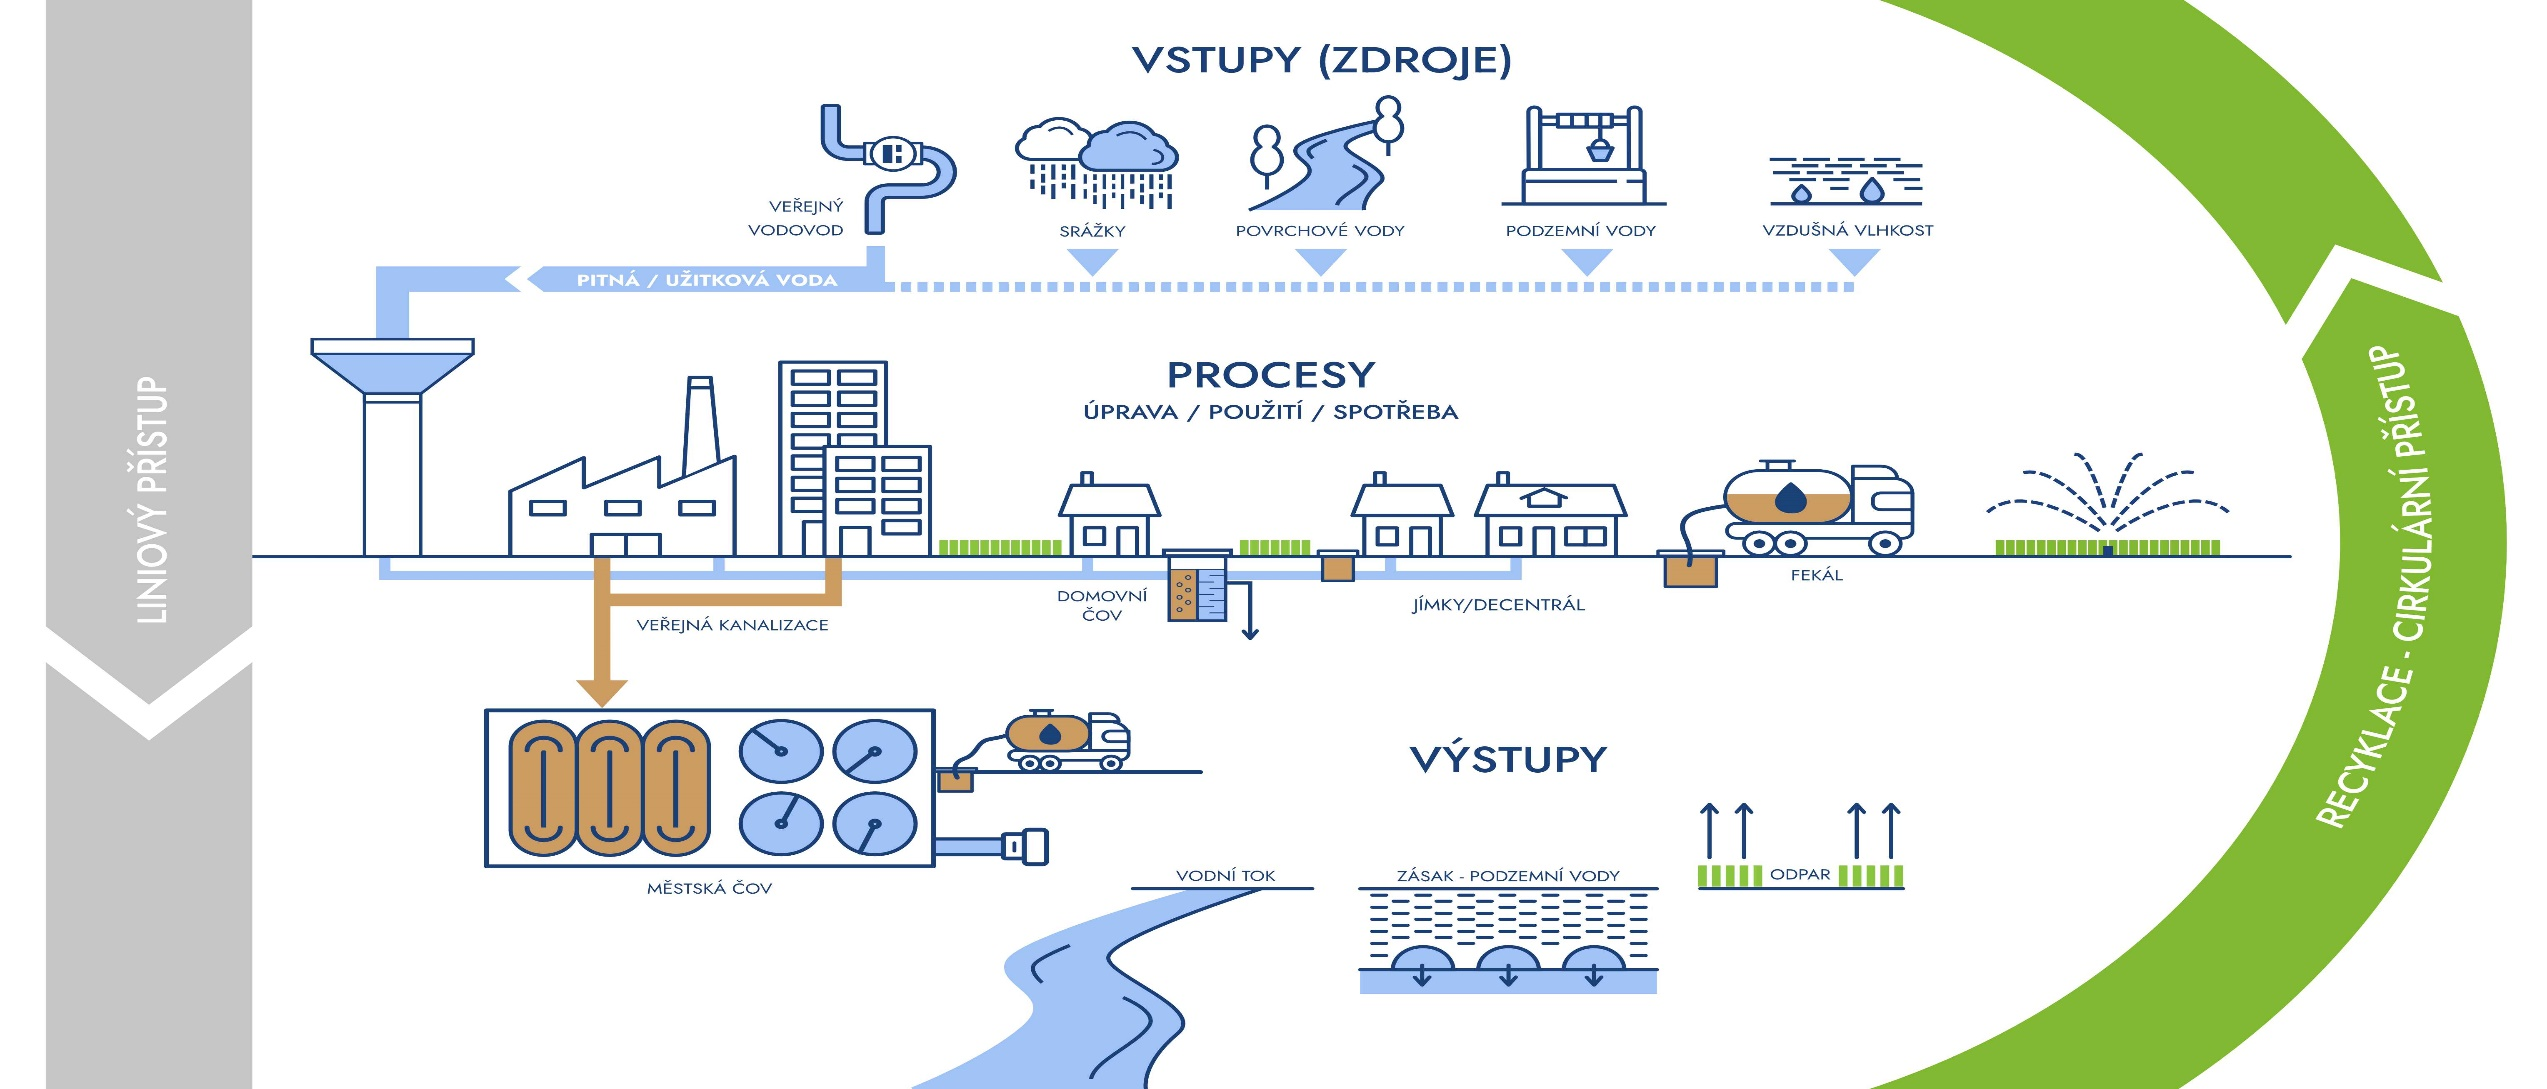 VSTUPY (ZDROJE)
VEŘEJNÝ
VODOVOD
SRÁŽKY
POVRCHOVÉ VODY
PODZEMNÍ VODY
VZDUŠNÁ VLHKOST
PITNÁ / UŽITKOVÁ VODA
LINIOVÝ PŘÍSTUP
PROCESY
ÚPRAVA / POUŽITÍ / SPOTŘEBA
RECYKLACE - CIRKULÁRNÍ PŘÍSTUP
VEŘEJNÁ KANALIZACE
DOMOVNÍ
ČOV
JÍMKY/DECENTRÁL
FEKÁL
MĚSTSKÁ ČOV
VÝSTUPY
VODNÍ TOK
ZÁSAK - PODZEMNÍ VODY
ODPAR